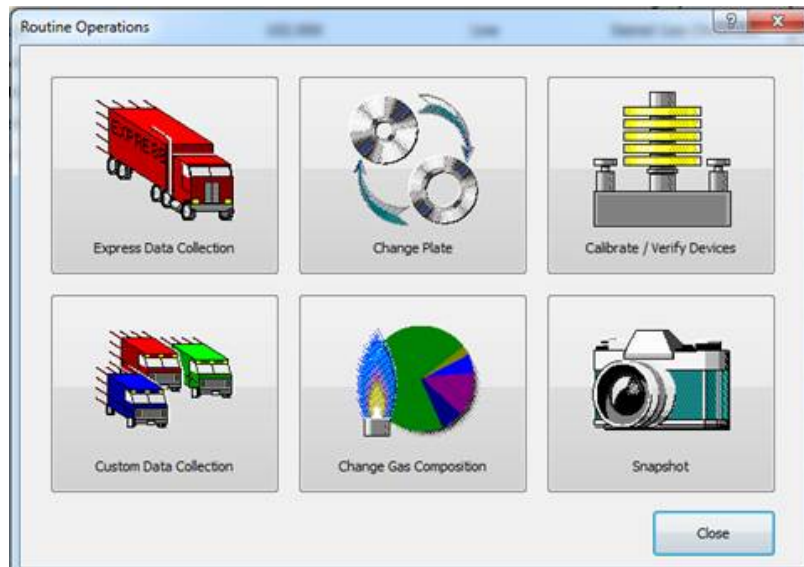 Routine Operations
EXPRESS
Express Data Collection
Change Plate
Calibrate / Verify Devices
Custom Data Collection
Change Gas Composition
Snapshot
Close